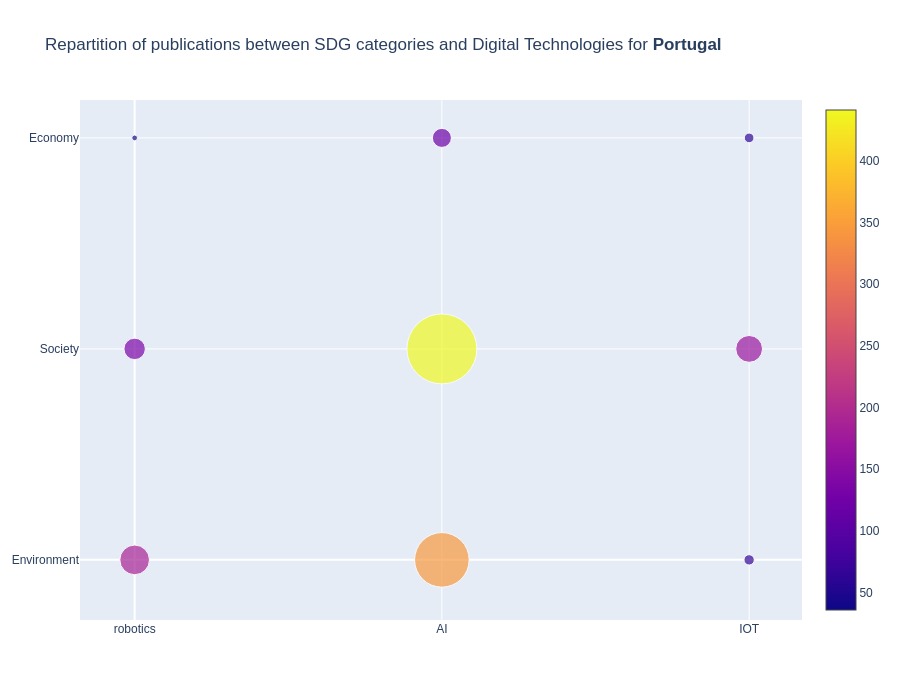 Repartition of publications between SDG categories and Digital Technologies for Portugal
Economy
Society
Environment
robotics
AI
IOT
400
350
300
250
200
150
100
50